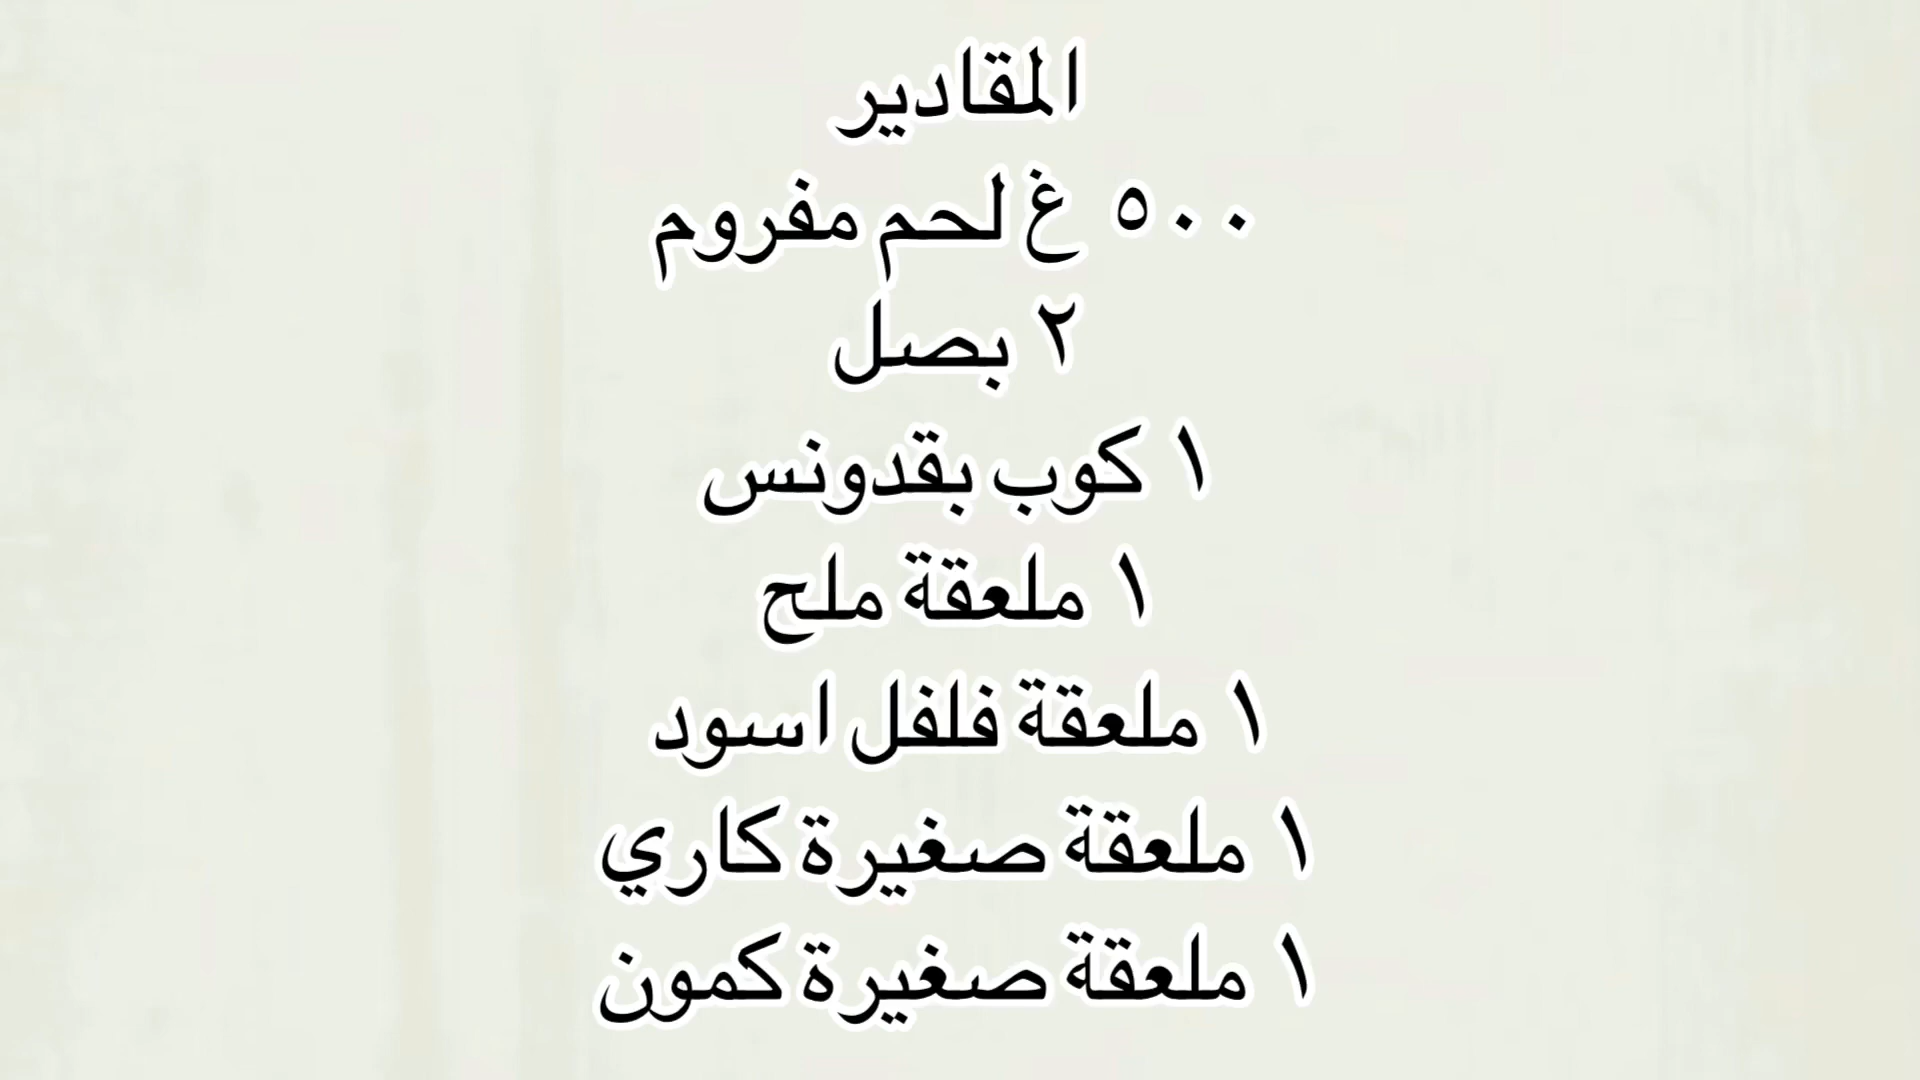 المقادير
٥٠٠ غ لحم مفروم
٢ بصل
١ كوب بقدونس
١ ملعقة ملح
١ ملعقة فلفل اسود
١ ملعقة صغيرة كاري
١ ملعقة صغيرة كمون